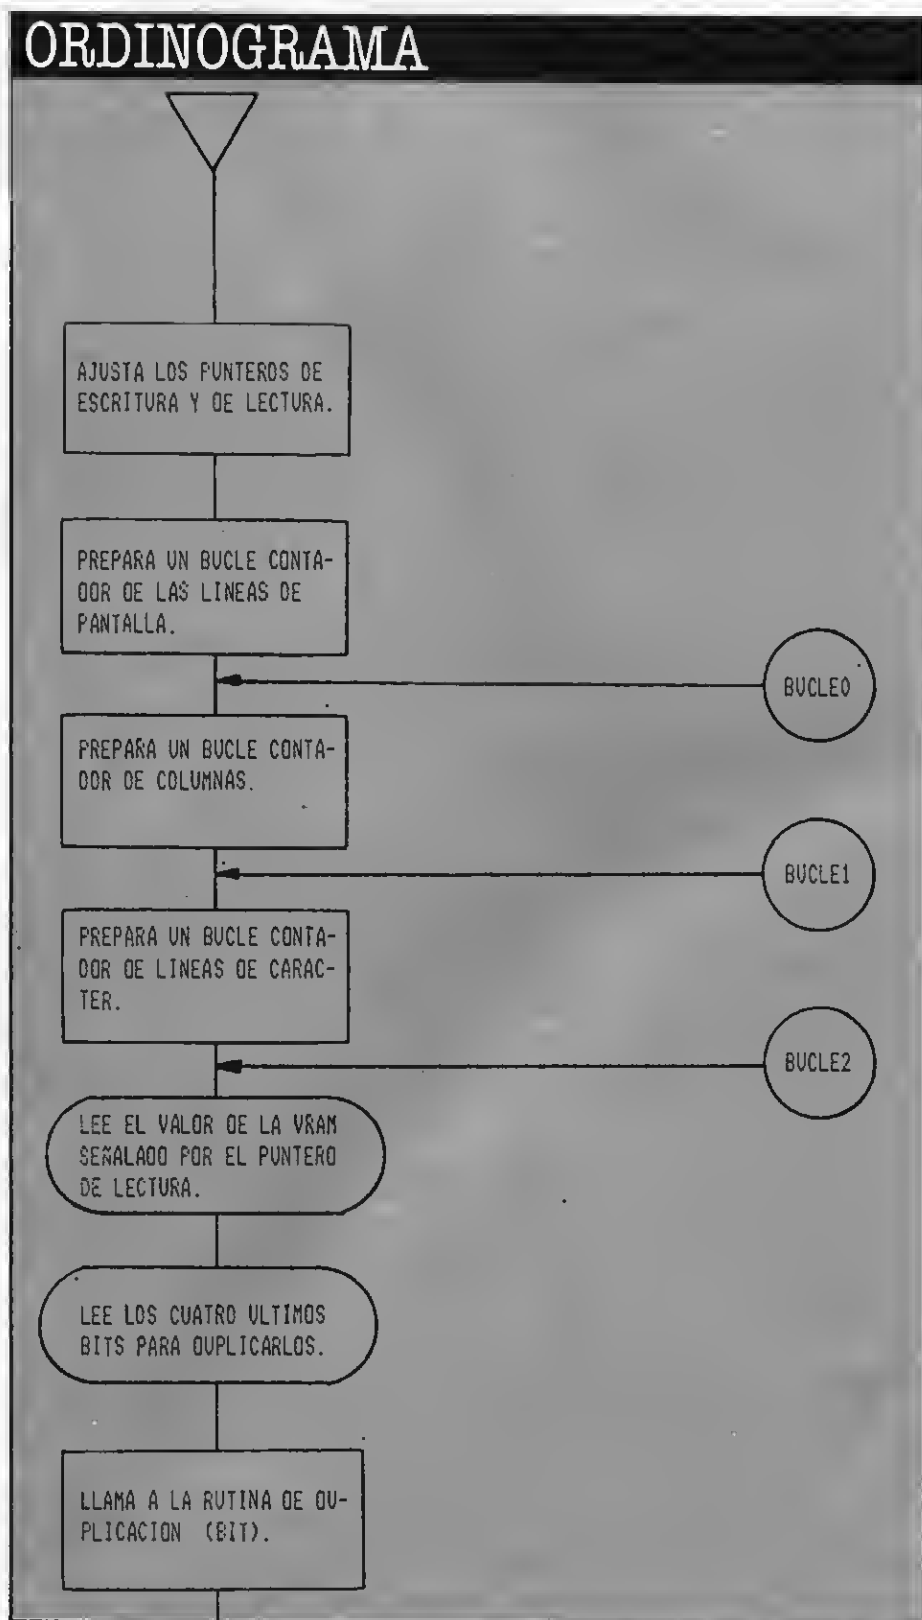 ORDINOGRAMA
AJUSTA LOS PUNTEROS DE
ESCRITURA Y DE LECTURA.
PREPARA UN BUCLE CONTA-
DOR DE LAS LINEAS DE
PANTALLA.
BUCLE0
PREPARA UN BUCLE CONTA-
DOR DE COLUMNAS.
BUCLE1
PREPARA UN BUCLE CONTA-
DOR DE LINEAS DE CARAC-
TER.
BUCLE2
LEE EL VALOR DE LA VRAM
SEÑALADO POR EL PUNTERO
DE LECTURA.
LEE LOS CUATRO ULTIMOS
BITS PARA DUPLICARLOS.
LLAMA A LA RUTINA DE DU-
PLICACION (BIT).